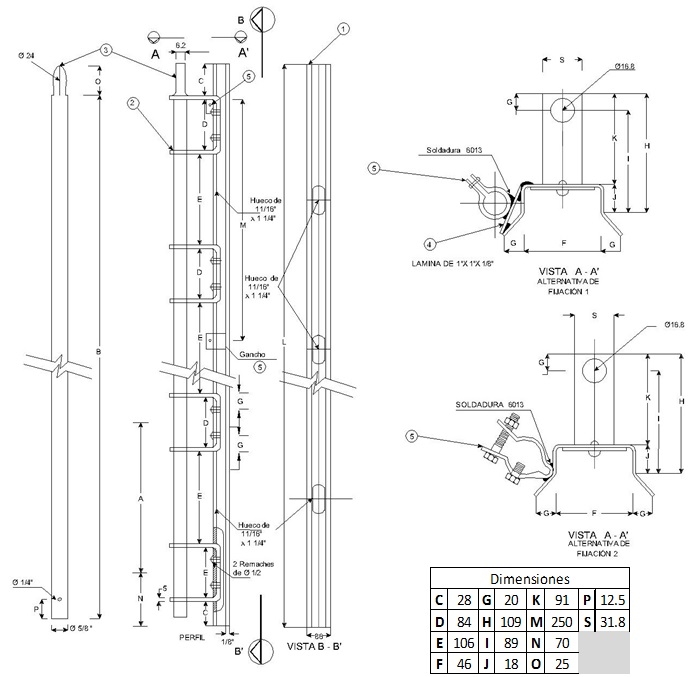 B
1
6.2
A
A'
Ø 24
3
O
C
5
2
D
E
Hueco de
11/16"
x 1 1/4"
M
D
Hueco de
11/16"
x 1 1/4"
E
B
L
Gancho
5
G
D
G
A
E
Hueco de
11/16"
x 1 1/4"
2 Remaches
de Ø 1/2
E
Ø 1/4"
P
N
5
C
Ø 5/8 "
PERFIL
1/8"
B'
88
VISTA B - B'
S
Ø16.8
G
K
I
H
Soldadura 6013
5
J
4
G
F
G
LAMINA DE 1"X 1"X 1/8"
VISTA A - A'
ALTERNATIVA DE
FIJACIÓN 1
S
Ø16.8
G
K
I
H
SOLDADURA 6013
5
J
G
F
G
VISTA A - A'
ALTERNATIVA DE
FIJACIÓN 2
Dimensiones
C 28 G 20 K 91 P 12.5
D 84 H 109 M 250 S 31.8
E 106 I 89 N 70
F 46 J 18 O 25